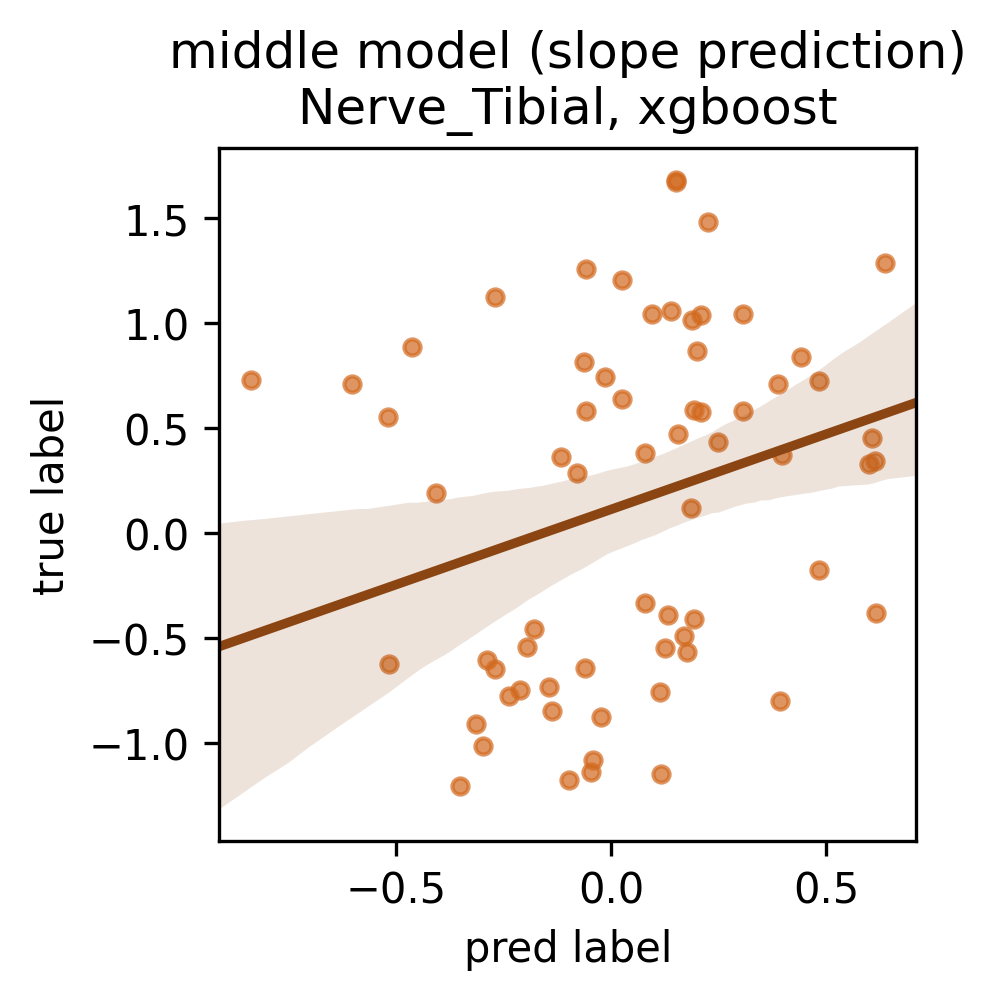 middle model (slope prediction)
Nerve_Tibial, xgboost
1.5
1.0
0.5
0.0
−0.5
−1.0
true label
−0.5
0.0
0.5
pred label